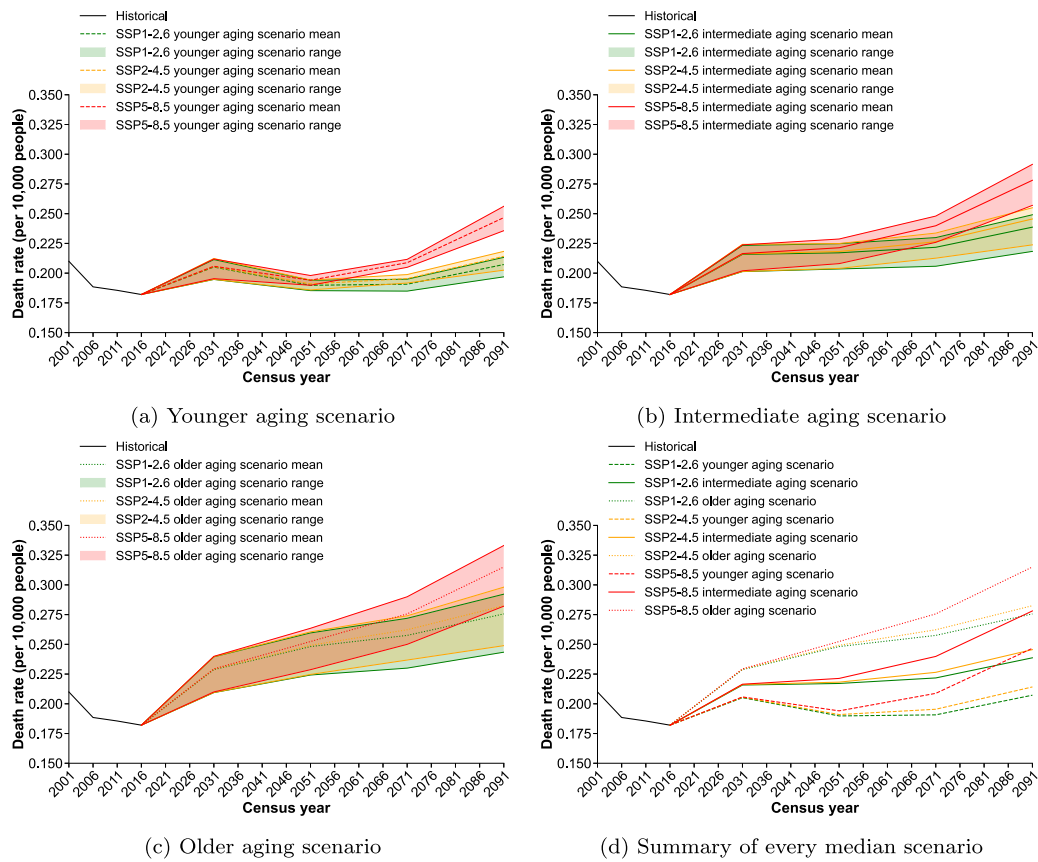 Historical
SSP1-2.6 younger aging scenario mean
SSP1-2.6 younger aging scenario range
SSP2-4.5 younger aging scenario mean
SSP2-4.5 younger aging scenario range
SSP5-8.5 younger aging scenario mean
SSP5-8.5 younger aging scenario range
0.350
0.325
0.300
0.275
0.250
0.225
0.200
0.175
0.150
Death rate (per 10,000 people)
2001 2006 2011 2016 2021 2026 2031 2036 2041 2046 2051 2056 2061 2066 2071 2076 2081 2086 2091
Census year
(a) Younger aging scenario
Historical
SSP1-2.6 intermediate aging scenario mean
SSP1-2.6 intermediate aging scenario range
SSP2-4.5 intermediate aging scenario mean
SSP2-4.5 intermediate aging scenario range
SSP5-8.5 intermediate aging scenario mean
SSP5-8.5 intermediate aging scenario range
0.350
0.325
0.300
0.275
0.250
0.225
0.200
0.175
0.150
Death rate (per 10,000 people)
2001 2006 2011 2016 2021 2026 2031 2036 2041 2046 2051 2056 2061 2066 2071 2076 2081 2086 2091
Census year
(b) Intermediate aging scenario
Historical
SSP1-2.6 older aging scenario mean
SSP1-2.6 older aging scenario range
SSP2-4.5 older aging scenario mean
SSP2-4.5 older aging scenario range
SSP5-8.5 older aging scenario mean
SSP5-8.5 older aging scenario range
0.350
0.325
0.300
0.275
0.250
0.225
0.200
0.175
0.150
Death rate (per 10,000 people)
2001 2006 2011 2016 2021 2026 2031 2036 2041 2046 2051 2056 2061 2066 2071 2076 2081 2086 2091
Census year
(c) Older aging scenario
Historical
SSP1-2.6 younger aging scenario
SSP1-2.6 intermediate aging scenario
SSP1-2.6 older aging scenario
SSP2-4.5 younger aging scenario
SSP2-4.5 intermediate aging scenario
SSP2-4.5 older aging scenario
SSP5-8.5 younger aging scenario
SSP5-8.5 intermediate aging scenario
SSP5-8.5 older aging scenario
0.350
0.325
0.300
0.275
0.250
0.225
0.200
0.175
0.150
Death rate (per 10,000 people)
2001 2006 2011 2016 2021 2026 2031 2036 2041 2046 2051 2056 2061 2066 2071 2076 2081 2086 2091
Census year
(d) Summary of every median scenario